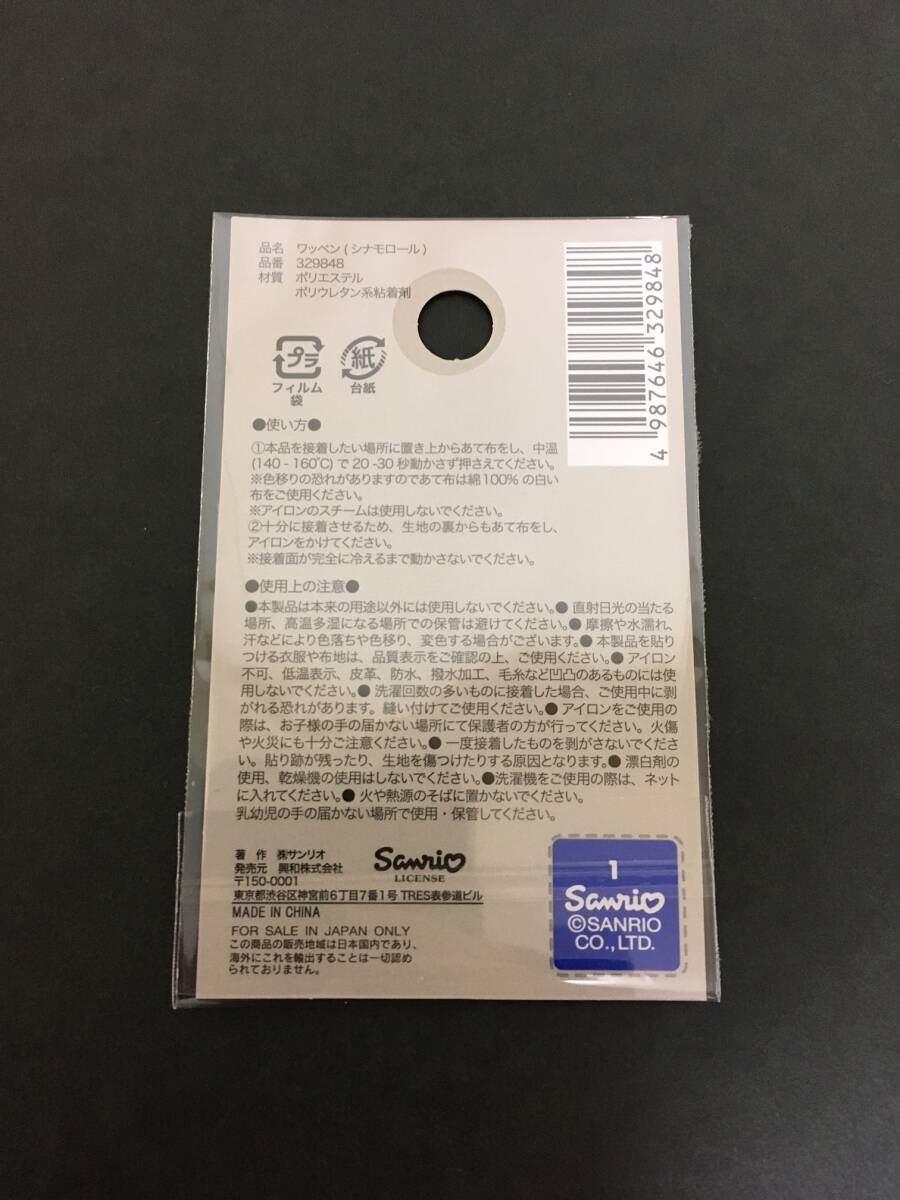 品名 ワッペン ( シナモロール )
品番 329848
材質 ポリエステル
ポリウレタン系粘着剤
4 987646 329848
プラ
フィルム
袋
紙
台紙
●使い方●
①本品を接着したい場所に置き上からあて布をし、中温
(140 - 160℃) で 20 -30 秒動かさず押さえてください。
※色移りの恐れがありますのであて布は綿100% の白い
布をご使用ください。
※アイロンのスチームは使用しないでください。
②十分に接着させるため、生地の裏からもあて布をし、
アイロンをかけてください。
※接着面が完全に冷えるまで動かさないでください。
●使用上の注意●
●本製品は本来の用途以外には使用しないでください。● 直射日光の当たる
場所、高温多湿になる場所での保管は避けてください。● 摩擦や水濡れ、
汗などにより色落ちや色移り、変色する場合がございます。● 本製品を貼り
つける衣服や布地は、品質表示をご確認の上、ご使用ください。● アイロン
不可、低温表示、皮革、防水、撥水加工、毛糸など凹凸のあるものには使
用しないでください。● 洗濯回数の多いものに接着した場合、ご使用中に剥
がれる恐れがあります。縫い付けてご使用ください。● アイロンをご使用の
際は、お子様の手の届かない場所にて保護者の方が行ってください。火傷
や火災にも十分ご注意ください。● 一度接着したものを剥がさないでくださ
い。貼り跡が残ったり、生地を傷つけたりする原因となります。● 漂白剤の
使用、乾燥機の使用はしないでください。●洗濯機をご使用の際は、ネット
に入れてください。● 火や熱源のそばに置かないでください。
乳幼児の手の届かない場所で使用・保管してください。
著 作 ㈱サンリオ
発売元 興和株式会社
〒150-0001
東京都渋谷区神宮前6丁目7番1号 TRES表参道ビル
MADE IN CHINA
Sanrio
LICENSE
FOR SALE IN JAPAN ONLY
この商品の販売地域は日本国内であり、
海外にこれを輸出することは一切認め
られておりません。
1
Sanrio
©SANRIO
CO.,LTD.